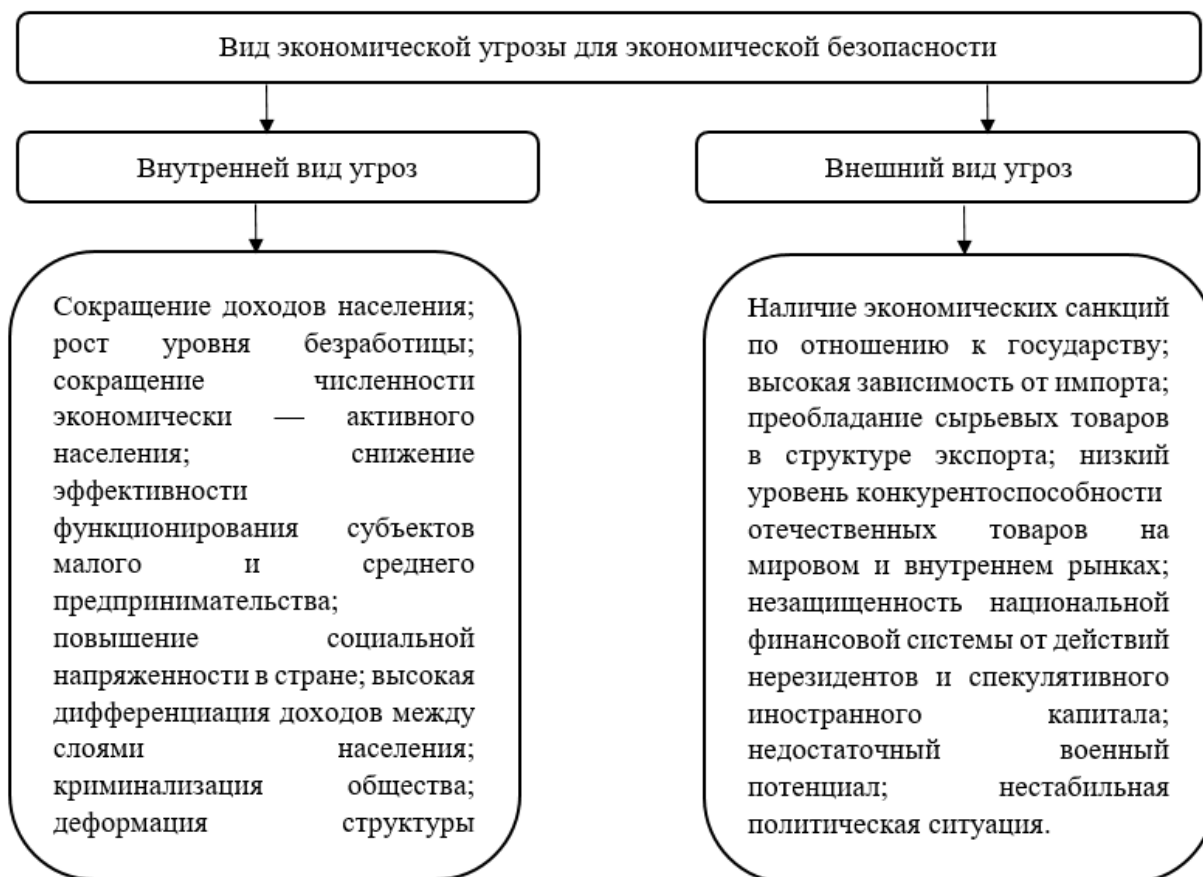 Вид экономической угрозы для экономической безопасности
Внутренней вид угроз
Внешний вид угроз
Сокращение доходов населения;
рост уровня безработицы;
сокращение численности
экономически — активного
населения; снижение
эффективности
функционирования субъектов
малого и среднего
предпринимательства;
повышение социальной
напряженности в стране; высокая
дифференциация доходов между
слоями населения;
криминализация общества;
деформация структуры
Наличие экономических санкций
по отношению к государству;
высокая зависимость от импорта;
преобладание сырьевых товаров
в структуре экспорта; низкий
уровень конкурентоспособности
отечественных товаров на
мировом и внутреннем рынках;
незащищенность национальной
финансовой системы от действий
нерезидентов и спекулятивного
иностранного капитала;
недостаточный военный
потенциал; нестабильная
политическая ситуация.